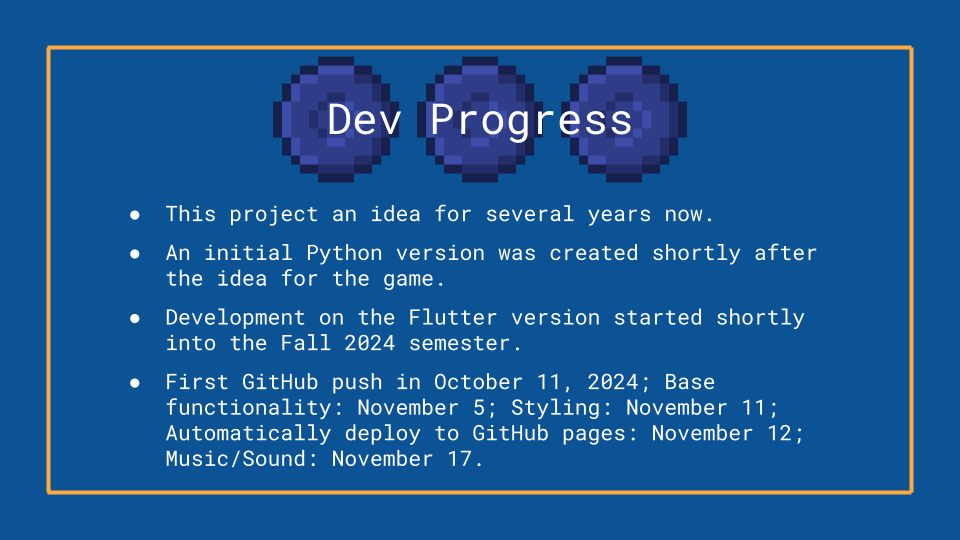 Dev Progress
● This project an idea for several years now.
● An initial Python version was created shortly after
the idea for the game.
● Development on the Flutter version started shortly
into the Fall 2024 semester.
● First GitHub push in October 11, 2024; Base
functionality: November 5; Styling: November 11;
Automatically deploy to GitHub pages: November 12;
Music/Sound: November 17.